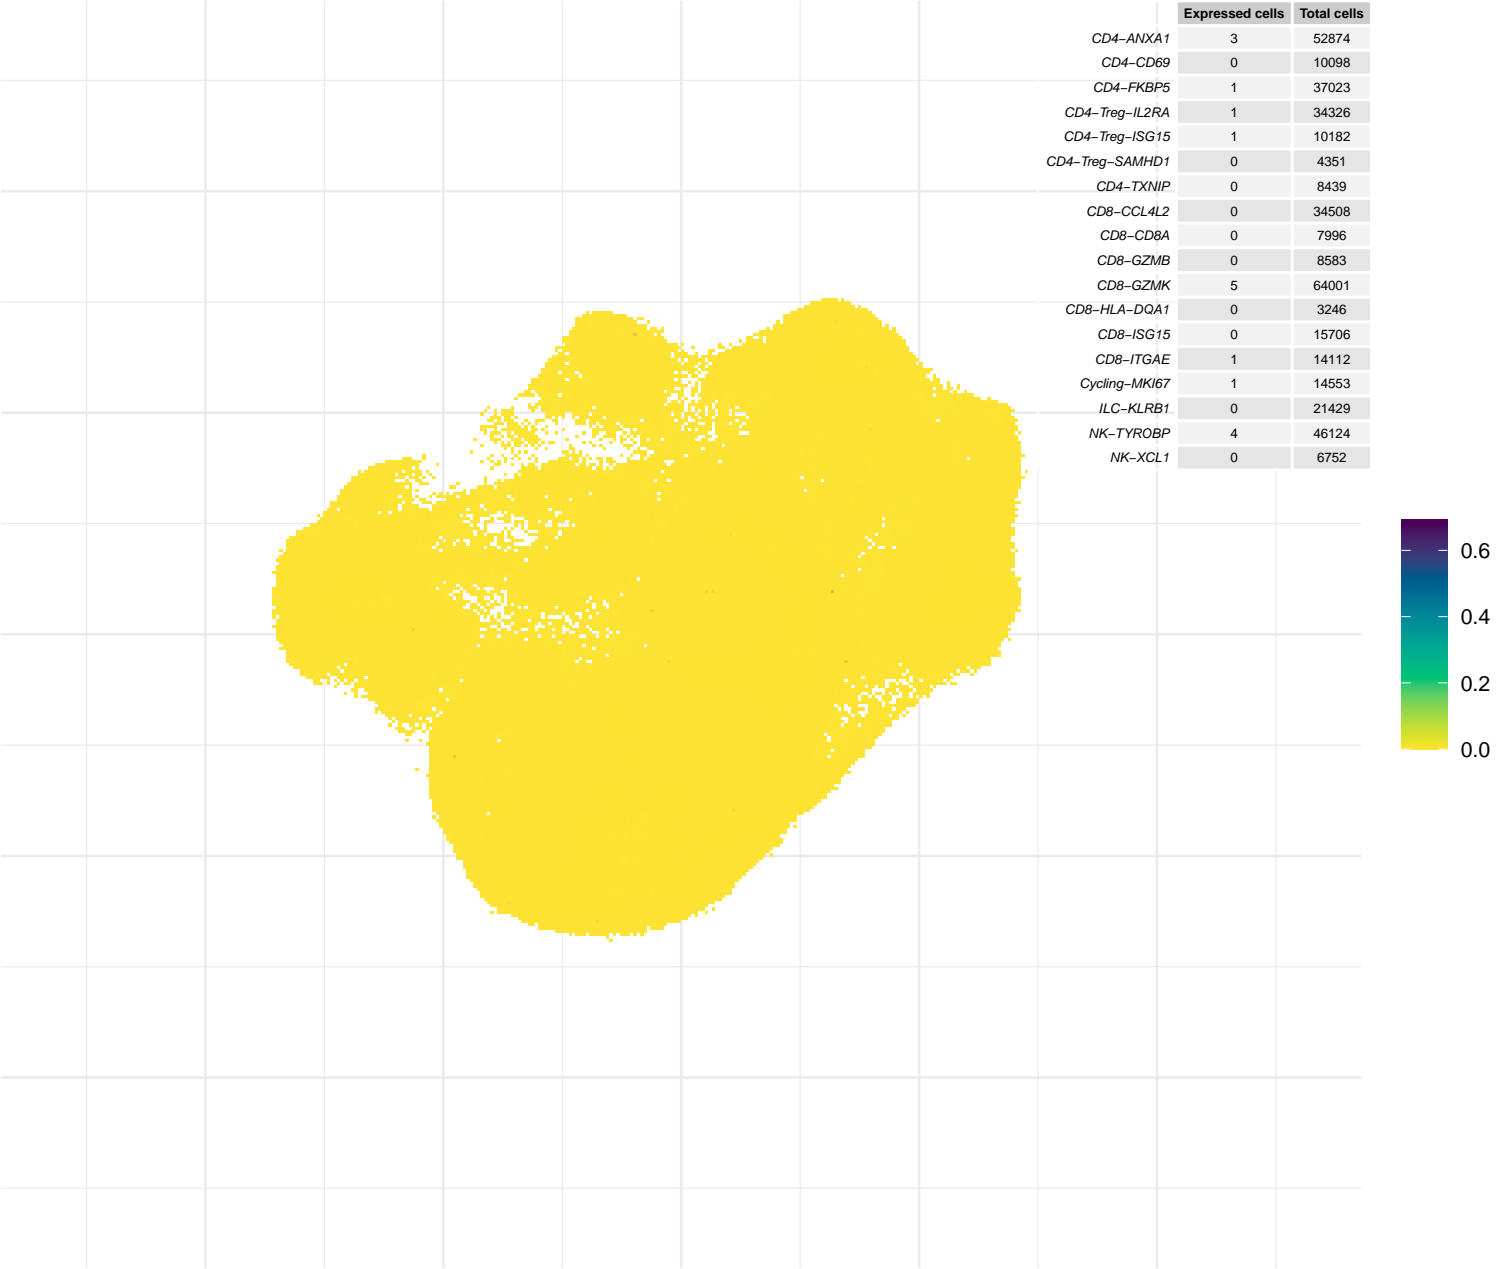 Expressed cells Total cells
CD4−ANXA1 3 52874
CD4−CD69 0 10098
CD4−FKBP5 1 37023
CD4−Treg−IL2RA 1 34326
CD4−Treg−ISG15 1 10182
CD4−Treg−SAMHD1 0 4351
CD4−TXNIP 0 8439
CD8−CCL4L2 0 34508
CD8−CD8A 0 7996
CD8−GZMB 0 8583
CD8−GZMK 5 64001
CD8−HLA−DQA1 0 3246
CD8−ISG15 0 15706
CD8−ITGAE 1 14112
Cycling−MKI67 1 14553
ILC−KLRB1 0 21429
NK−TYROBP 4 46124
NK−XCL1 0 6752
0.6
0.4
0.2
0.0